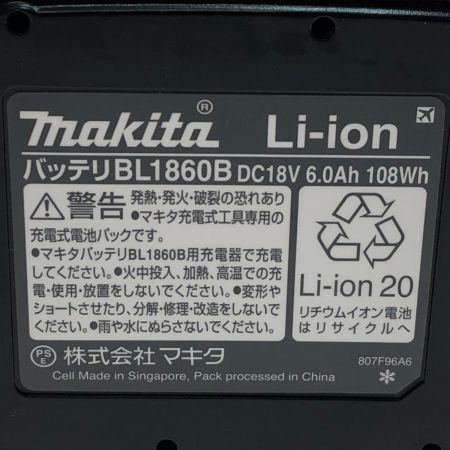 makita® Li-ion
バッテリBL1860B DC18V 6.0Ah 108Wh
警告 発熱・発火・破裂の恐れあり
●マキタ充電式工具専用の
充電式電池パックです。
●マキタバッテリBL1860B用充電器で充電
してください。●火中投入、加熱、高温での充
電・使用・放置をしないでください。●変形や
ショートさせたり、分解・修理・改造をしないで
ください。●雨や水にぬらさないでください。
Li-ion 20
リチウムイオン電池
はリサイクルへ
PSE 株式会社マキタ
807F96A6
Cell Made in Singapore, Pack processed in China